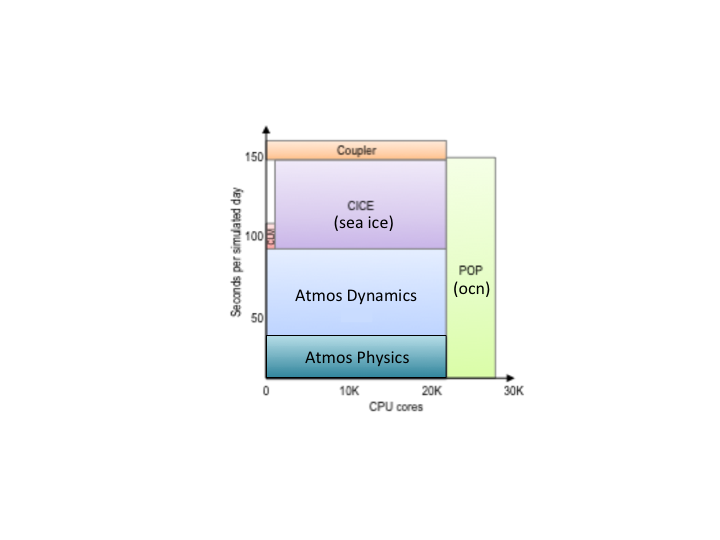 Coupler
150
CICE
(sea ice)
CLM
100
Seconds per simulated day
POP
(ocn)
Atmos Dynamics
50
Atmos Physics
0
10K
20K
30K
CPU cores